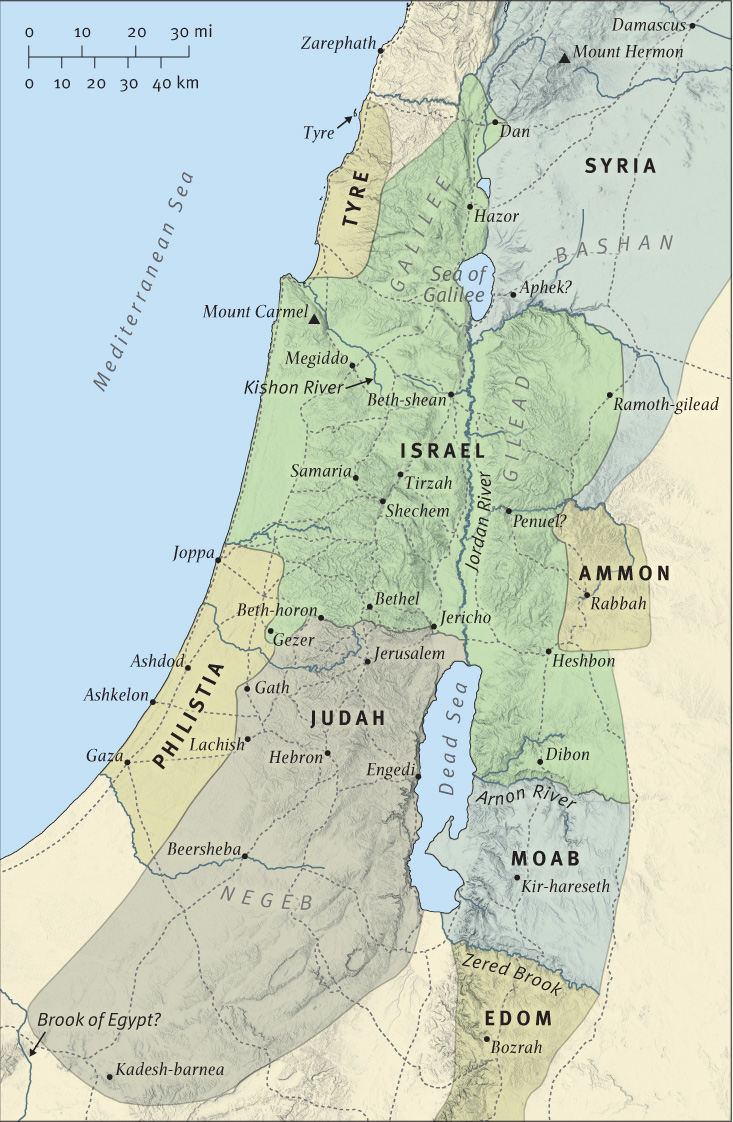 0 10 20 30 mi
0 10 20 30 40 km
Zarephath
Damascus
Mount Hermon
Tyre
Dan
SYRIA
TYRE
GALILEE
Hazor
BASHAN
Mediterranean Sea
Sea of
Galilee
Aphek?
Mount Carmel
Megiddo
Kishon River
Beth-shean
GILEAD
Ramoth-gilead
ISRAEL
Samaria
Tirzah
Shechem
Jordan River
Penuel?
Joppa
AMMON
Rabbah
Bethel
Beth-horon
Jericho
Gezer
Jerusalem
Heshbon
Ashdod
Ashkelon
Gath
PHILISTIA
JUDAH
Dead Sea
Lachish
Hebron
Gaza
Engedi
Dibon
Arnon River
Beersheba
MOAB
Kir-hareseth
NEGEB
Zered Brook
EDOM
Brook of Egypt?
Bozrah
Kadesh-barnea